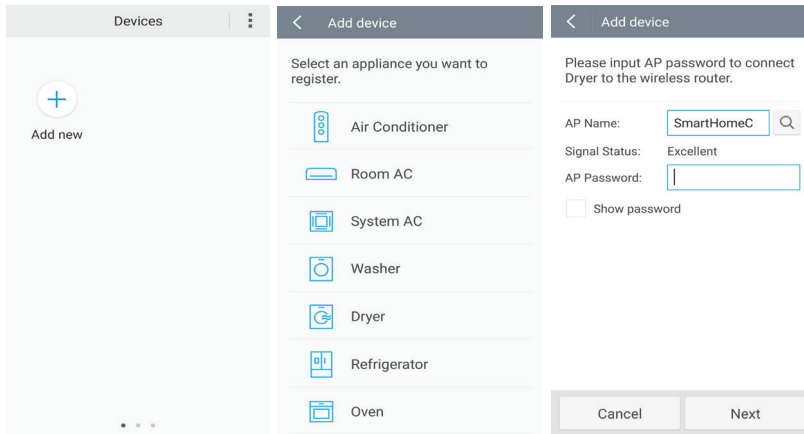 Devices
Add new
Add device
Select an appliance you want to
register.
Air Conditioner
Room AC
System AC
Washer
Dryer
Refrigerator
Oven
Add device
Please input AP password to connect
Dryer to the wireless router.
AP Name: SmartHomeC
Signal Status: Excellent
AP Password:
Show password
Cancel Next